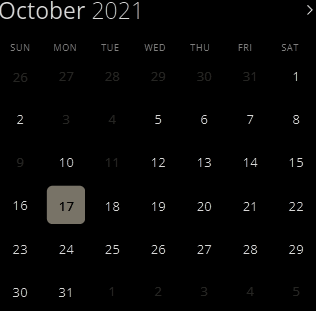 October 2021
SUN MON TUE WED THU FRI SAT
26 27 28 29 30 31 1
2 3 4 5 6 7 8
9 10 11 12 13 14 15
16 17 18 19 20 21 22
23 24 25 26 27 28 29
30 31 1 2 3 4 5